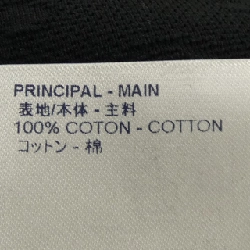 PRINCIPAL - MAIN
表地/本体 - 主料
100% COTON - COTTON
コットン - 棉